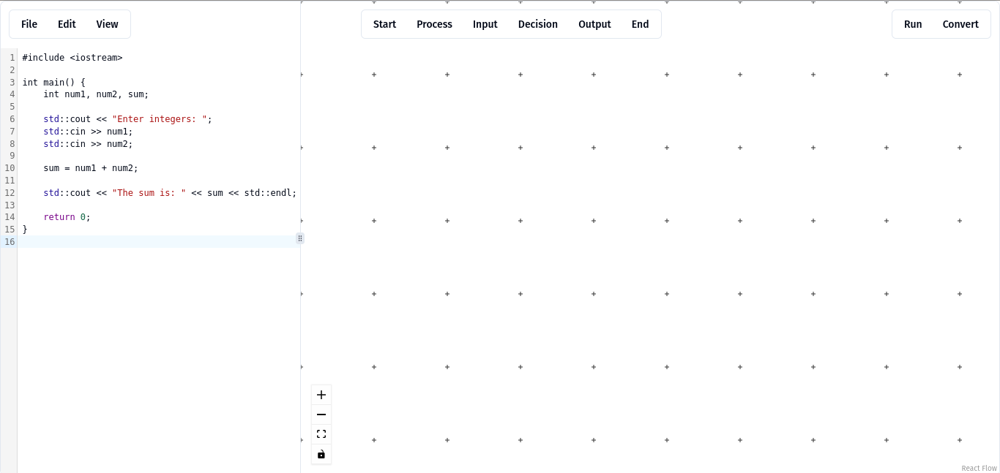 File Edit View
Start Process Input Decision Output End
Run Convert
1 #include <iostream>
2
3 int main() {
4     int num1, num2, sum;
5
6     std::cout << "Enter integers: ";
7     std::cin >> num1;
8     std::cin >> num2;
9
10     sum = num1 + num2;
11
12     std::cout << "The sum is: " << sum << std::endl;
13
14     return 0;
15 }
16
React Flow